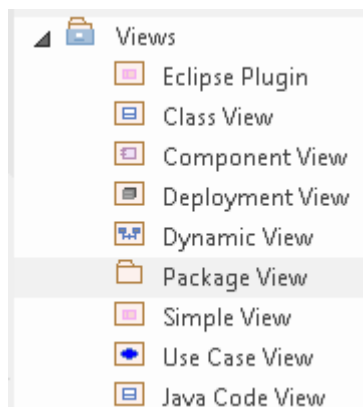 Views
Eclipse Plugin
Class View
Component View
Deployment View
Dynamic View
Package View
Simple View
Use Case View
Java Code View